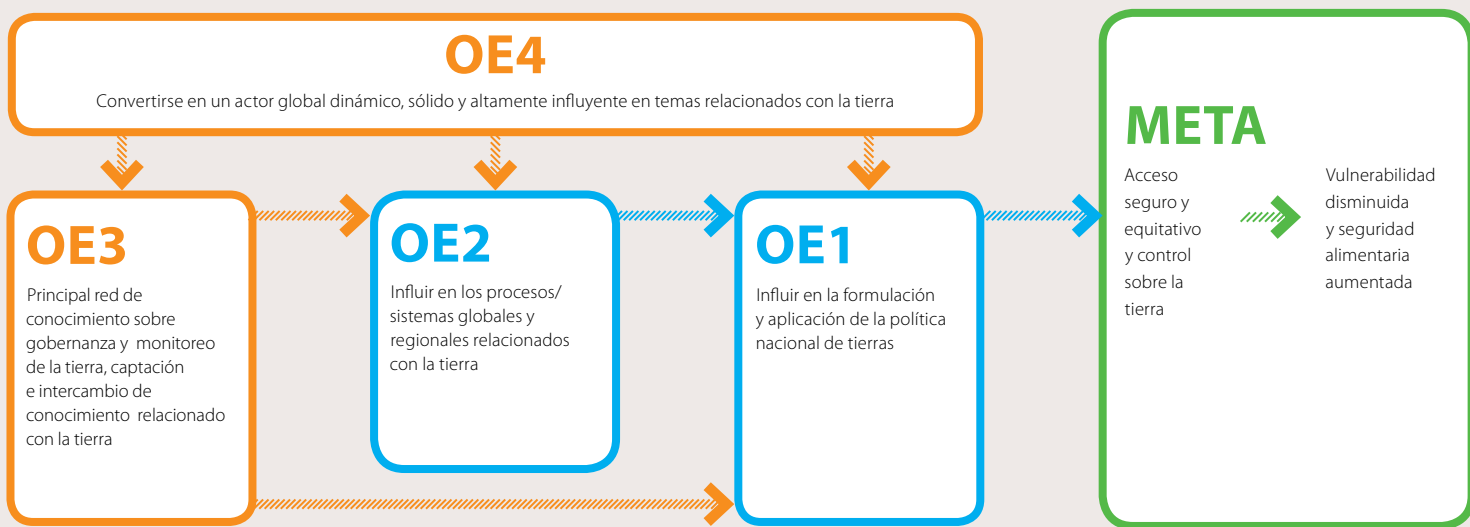 OE4
Convertirse en un actor global dinámico, sólido y altamente influyente en temas relacionados con la tierra
OE3
Principal red de
conocimiento sobre
gobernanza y monitoreo
de la tierra, captación
e intercambio de
conocimiento relacionado
con la tierra
OE2
Influir en los procesos/
sistemas globales y
regionales relacionados
con la tierra
OE1
Influir en la formulación
y aplicación de la política
nacional de tierras
META
Acceso
seguro y
equitativo
y control
sobre la
tierra
Vulnerabilidad
disminuida
y seguridad
alimentaria
aumentada